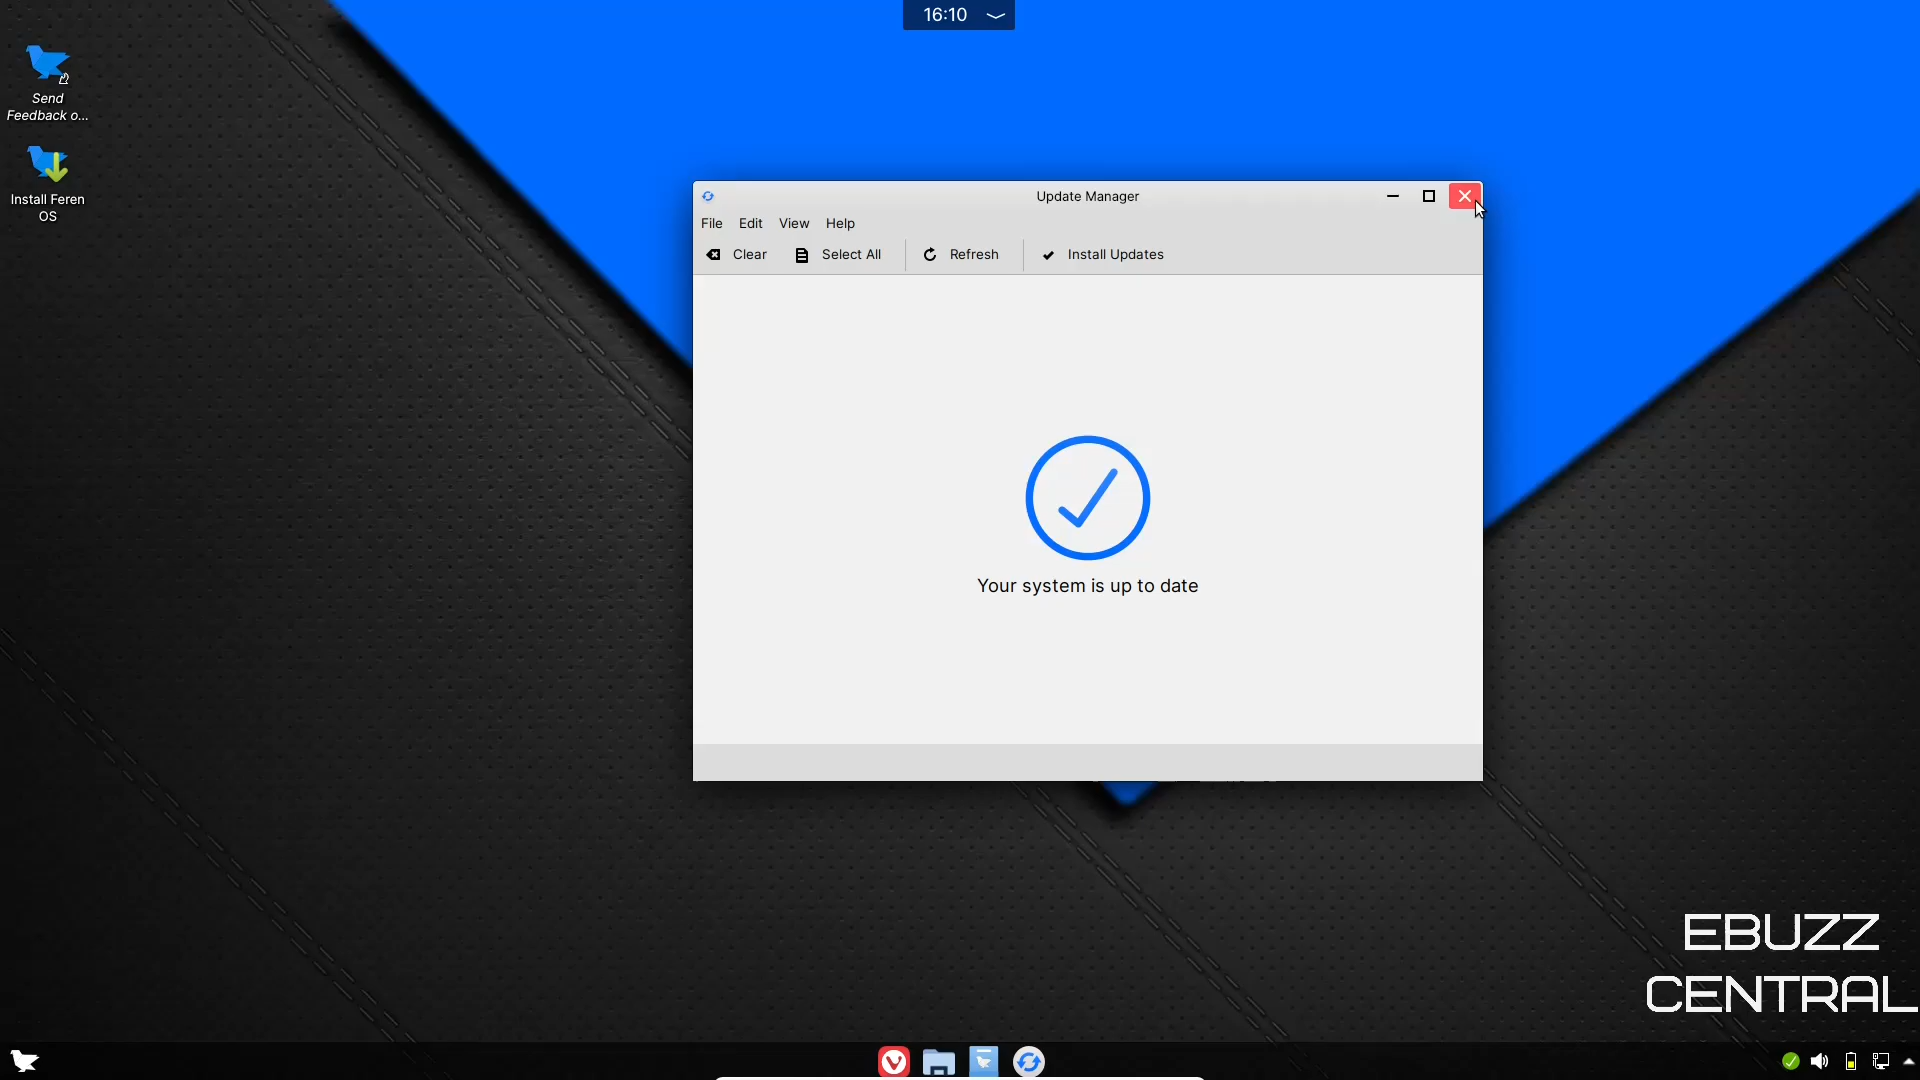 16:10
Send
Feedback o...
Install Feren
OS
Update Manager
File Edit View Help
Clear Select All Refresh Install Updates
Your system is up to date
EBUZZ
CENTRAL